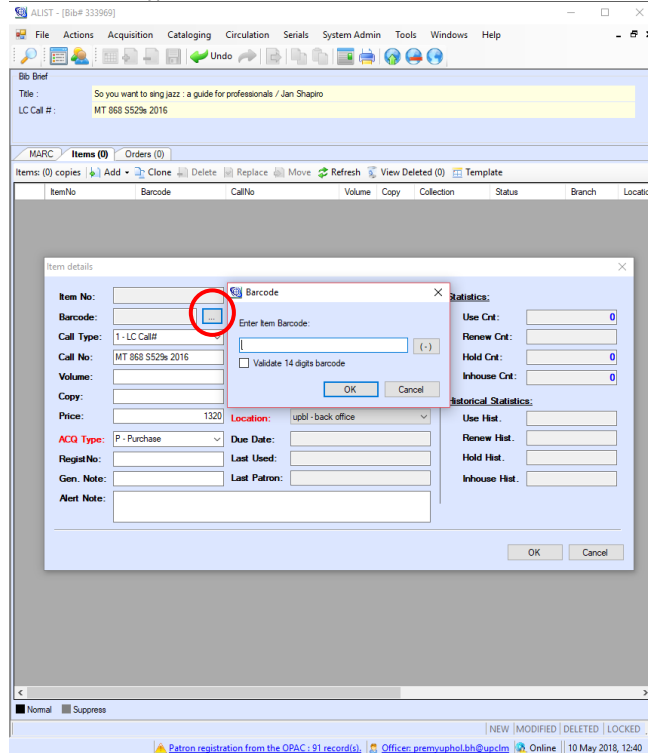 ALIST - [Bib# 333969]
File Actions Acquisition Cataloging Circulation Serials System Admin Tools Windows Help
Undo
Bib Brief
Title : So you want to sing jazz : a guide for professionals / Jan Shapiro
LC Call # : MT 868 S529s 2016
MARC Items (0) Orders (0)
Items: (0) copies Add Clone Delete Replace Move Refresh View Deleted (0) Template
ItemNo Barcode CallNo Volume Copy Collection Status Branch Locatio
Item details
Item No:
Barcode: ...
Call Type: 1 - LC Call#
Call No: MT 868 S529s 2016
Volume:
Copy:
Price: 1320
ACQ Type: P - Purchase
RegistNo:
Gen. Note:
Alert Note:
Barcode
Enter Item Barcode:
(-)
Validate 14 digits barcode
OK Cancel
Location: upbl - back office
Due Date:
Last Used:
Last Patron:
Statistics:
Use Cnt: 0
Renew Cnt:
Hold Cnt: 0
Inhouse Cnt: 0
Historical Statistics:
Use Hist.
Renew Hist.
Hold Hist.
Inhouse Hist.
OK Cancel
Normal Suppress
NEW MODIFIED DELETED LOCKED
Patron registration from the OPAC : 91 record(s). Officer: premyuphol.bh@upclm Online 10 May 2018, 12:40